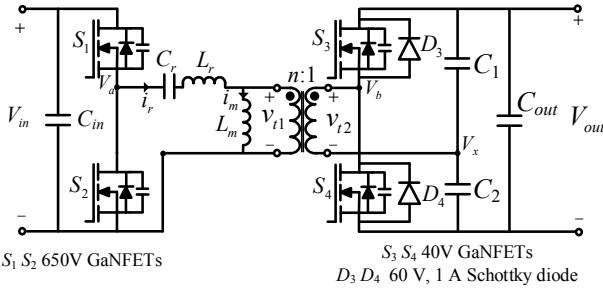 + + 
S1 S3 D3
Cr Lr n:1 C1
Va ir im + + Vb
Vin Cin Lm vt1 vt2 Cout Vout
− − Vx
S2 S4 D4 C2
− −
S1 S2 650V GaNFETs S3 S4 40V GaNFETs
D3 D4 60 V, 1 A Schottky diode